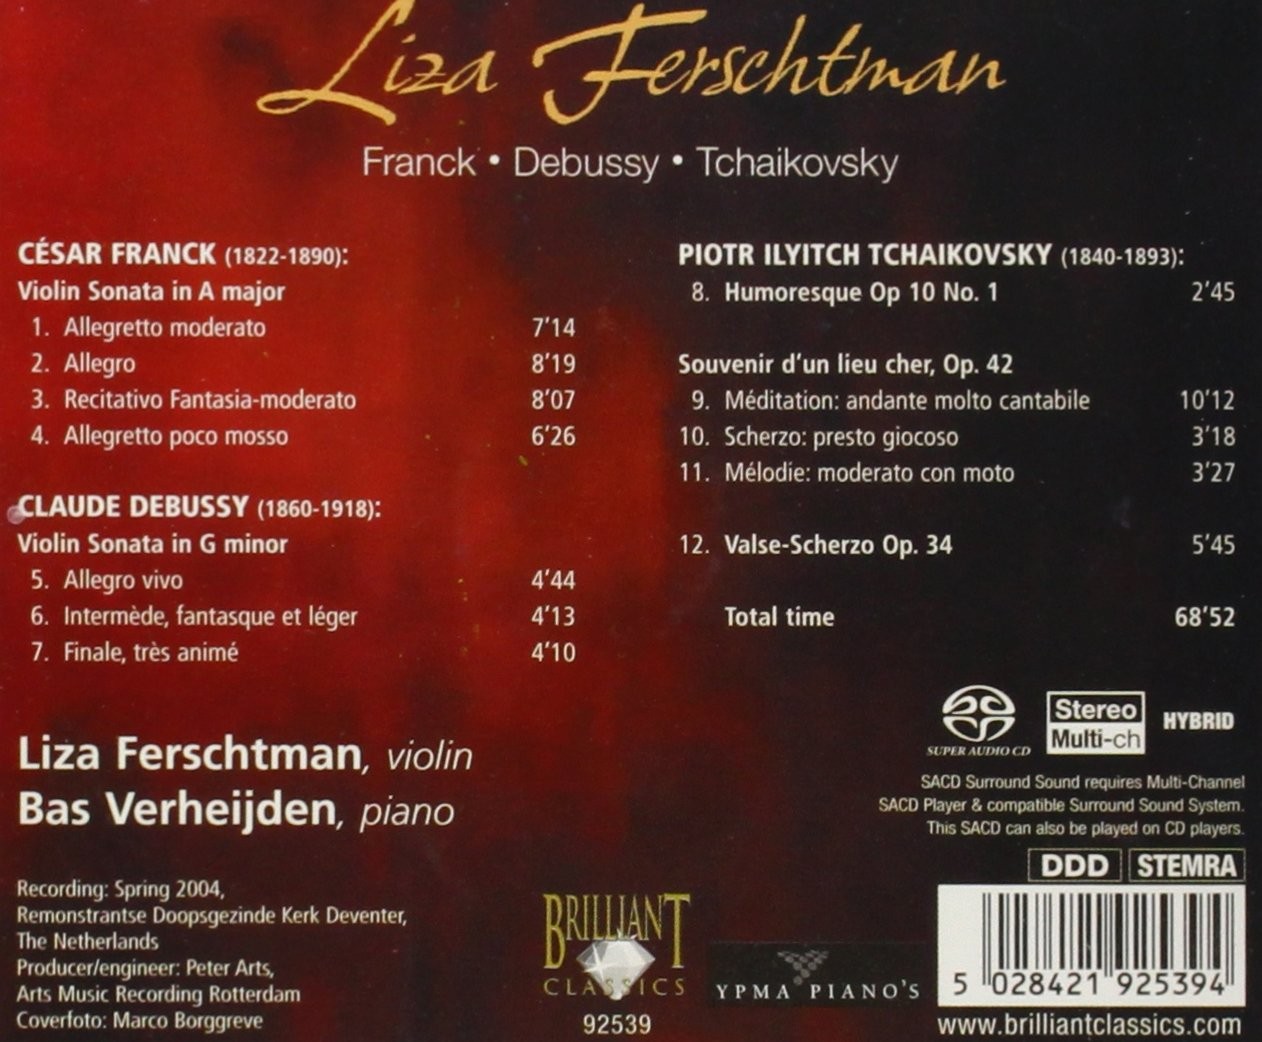 Liza Ferschtman
Franck • Debussy • Tchaikovsky
CÉSAR FRANCK (1822-1890):
Violin Sonata in A major
1. Allegretto moderato 7'14
2. Allegro 8'19
3. Recitativo Fantasia-moderato 8'07
4. Allegretto poco mosso 6'26
CLAUDE DEBUSSY (1860-1918):
Violin Sonata in G minor
5. Allegro vivo 4'44
6. Intermède, fantasque et léger 4'13
7. Finale, très animé 4'10
PIOTR ILYITCH TCHAIKOVSKY (1840-1893):
8. Humoresque Op 10 No. 1 2'45
Souvenir d'un lieu cher, Op. 42
9. Méditation: andante molto cantabile 10'12
10. Scherzo: presto giocoso 3'18
11. Mélodie: moderato con moto 3'27
12. Valse-Scherzo Op. 34 5'45
Total time 68'52
Liza Ferschtman, violin
Bas Verheijden, piano
SUPER AUDIO CD
Stereo
Multi-ch
HYBRID
SACD Surround Sound requires Multi-Channel
SACD Player & compatible Surround Sound System.
This SACD can also be played on CD players.
DDD STEMRA
Recording: Spring 2004,
Remonstrantse Doopsgezinde Kerk Deventer,
The Netherlands
Producer/engineer: Peter Arts,
Arts Music Recording Rotterdam
Coverfoto: Marco Borggreve
BRILLIANT
CLASSICS
92539
YPMA PIANO'S
5 028421 925394
www.brilliantclassics.com